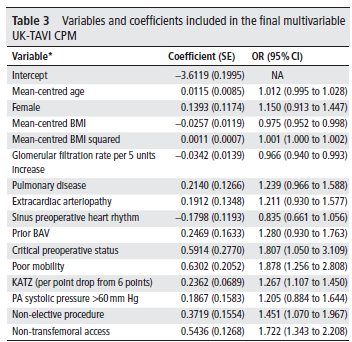 Table 3 Variables and coefficients included in the final multivariable
UK-TAVI CPM
Variable* Coefficient (SE) OR (95% CI)
Intercept −3.6119 (0.1995) NA
Mean-centred age 0.0115 (0.0085) 1.012 (0.995 to 1.028)
Female 0.1393 (0.1174) 1.150 (0.913 to 1.447)
Mean-centred BMI −0.0257 (0.0119) 0.975 (0.952 to 0.998)
Mean-centred BMI squared 0.0011 (0.0007) 1.001 (1.000 to 1.002)
Glomerular filtration rate per 5 units −0.0342 (0.0139) 0.966 (0.940 to 0.993)
increase
Pulmonary disease 0.2140 (0.1266) 1.239 (0.966 to 1.588)
Extracardiac arteriopathy 0.1912 (0.1348) 1.211 (0.930 to 1.577)
Sinus preoperative heart rhythm −0.1798 (0.1193) 0.835 (0.661 to 1.056)
Prior BAV 0.2469 (0.1633) 1.280 (0.930 to 1.763)
Critical preoperative status 0.5914 (0.2770) 1.807 (1.050 to 3.109)
Poor mobility 0.6302 (0.2052) 1.878 (1.256 to 2.808)
KATZ (per point drop from 6 points) 0.2362 (0.0689) 1.267 (1.107 to 1.450)
PA systolic pressure >60 mm Hg 0.1867 (0.1583) 1.205 (0.884 to 1.644)
Non-elective procedure 0.3719 (0.1554) 1.451 (1.070 to 1.967)
Non-transfemoral access 0.5436 (0.1268) 1.722 (1.343 to 2.208)